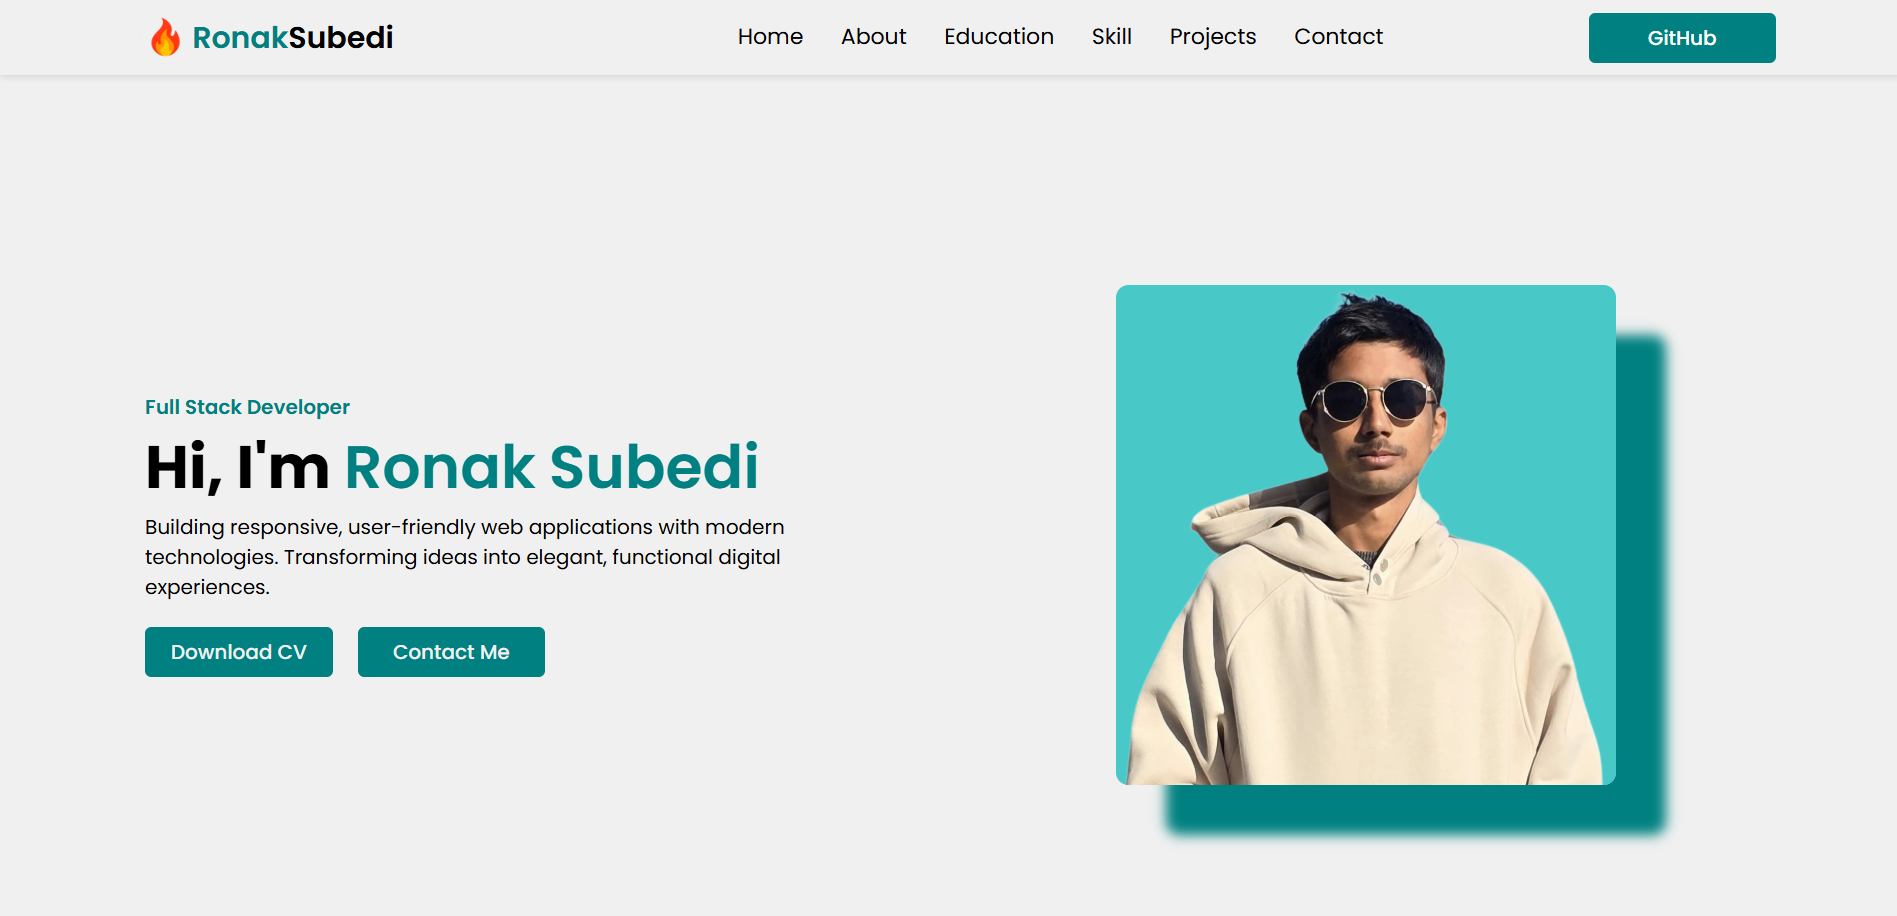 RonakSubedi
Home About Education Skill Projects Contact
GitHub
Full Stack Developer
Hi, I'm Ronak Subedi
Building responsive, user-friendly web applications with modern
technologies. Transforming ideas into elegant, functional digital
experiences.
Download CV Contact Me